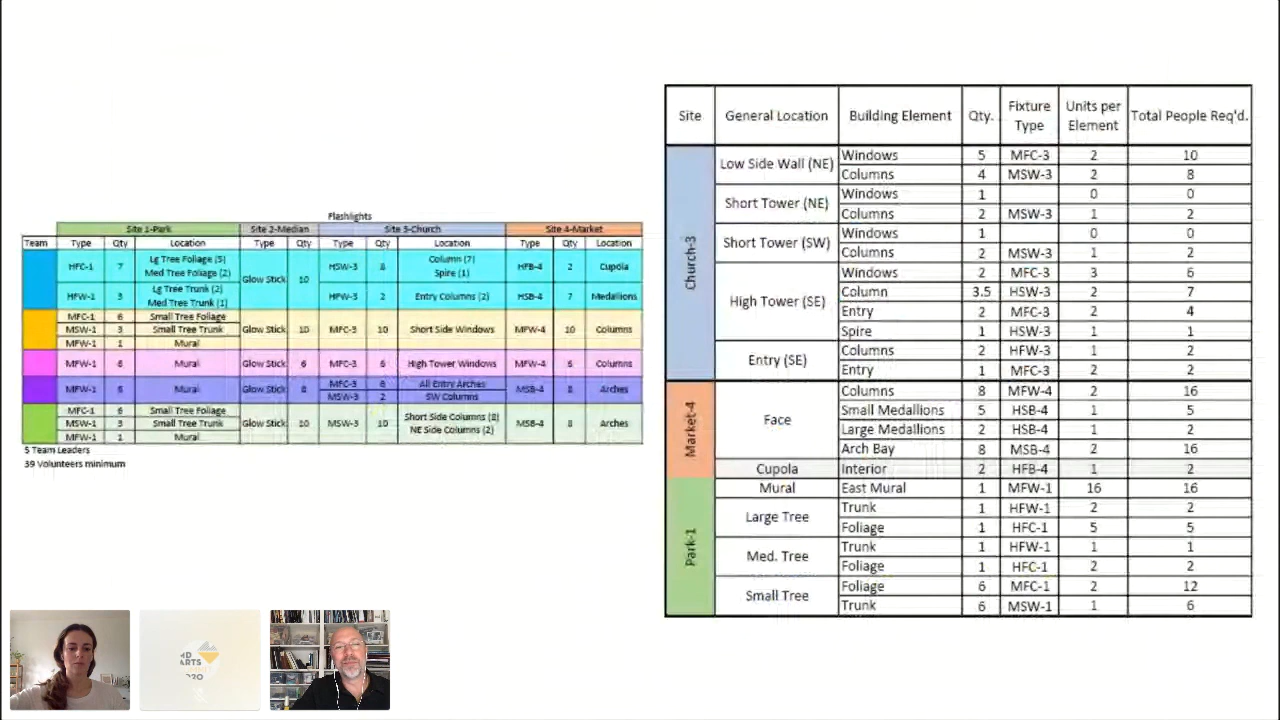 Flashlights
Site 1-Park Site 2-Median Site 3-Church Site 4-Market
Team Type Qty Location Type Qty Type Qty Location Type Qty Location
HFC-1 7 Lg Tree Foliage (5) Med Tree Foliage (2) Glow Stick 10 HSW-3 8 Column (7) Spire (1) HFB-4 2 Cupola
HFW-1 3 Lg Tree Trunk (2) Med Tree Trunk (1) HFW-3 2 Entry Columns (2) HSB-4 7 Medallions
MFC-1 6 Small Tree Foliage
MSW-1 3 Small Tree Trunk Glow Stick 10 MFC-3 10 Short Side Windows MFW-4 10 Columns
MFW-1 1 Mural
MFW-1 6 Mural Glow Stick 6 MFC-3 6 High Tower Windows MFW-4 6 Columns
MFW-1 8 Mural Glow Stick 8 MFC-3 6 All Entry Arches MSB-4 8 Arches
MSW-3 2 SW Columns
MFC-1 6 Small Tree Foliage
MSW-1 3 Small Tree Trunk Glow Stick 10 MSW-3 10 Short Side Columns (8) NE Side Columns (2) MSB-4 8 Arches
MFW-1 1 Mural
5 Team Leaders
39 Volunteers minimum
Site General Location Building Element Qty. Fixture Type Units per Element Total People Req'd.
Church-3
Low Side Wall (NE) Windows 5 MFC-3 2 10
Columns 4 MSW-3 2 8
Short Tower (NE) Windows 1 0 0
Columns 2 MSW-3 1 2
Short Tower (SW) Windows 1 0 0
Columns 2 MSW-3 1 2
High Tower (SE) Windows 2 MFC-3 3 6
Column 3.5 HSW-3 2 7
Entry 2 MFC-3 2 4
Spire 1 HSW-3 1 1
Entry (SE) Columns 2 HFW-3 1 2
Entry 2 MFC-3 1 2
Market-4
Face Columns 8 MFW-4 2 16
Small Medallions 5 HSB-4 1 5
Large Medallions 2 HSB-4 1 2
Arch Bay 8 MSB-4 2 16
Cupola Interior 2 HFB-4 1 2
Park-1
Mural East Mural 1 MFW-1 16 16
Large Tree Trunk 1 HFW-1 2 2
Foliage 1 HFC-1 5 5
Med. Tree Trunk 1 HFW-1 1 1
Foliage 1 HFC-1 2 2
Small Tree Foliage 6 MFC-1 2 12
Trunk 6 MSW-1 1 6
ARTS